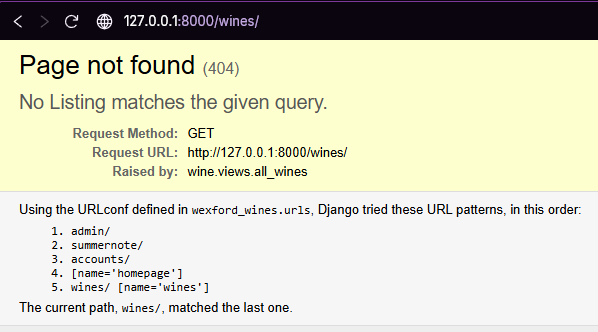 127.0.0.1:8000/wines/
Page not found (404)
No Listing matches the given query.
Request Method: GET
Request URL: http://127.0.0.1:8000/wines/
Raised by: wine.views.all_wines
Using the URLconf defined in wexford_wines.urls, Django tried these URL patterns, in this order:
1. admin/
2. summernote/
3. accounts/
4. [name='homepage']
5. wines/ [name='wines']
The current path, wines/, matched the last one.